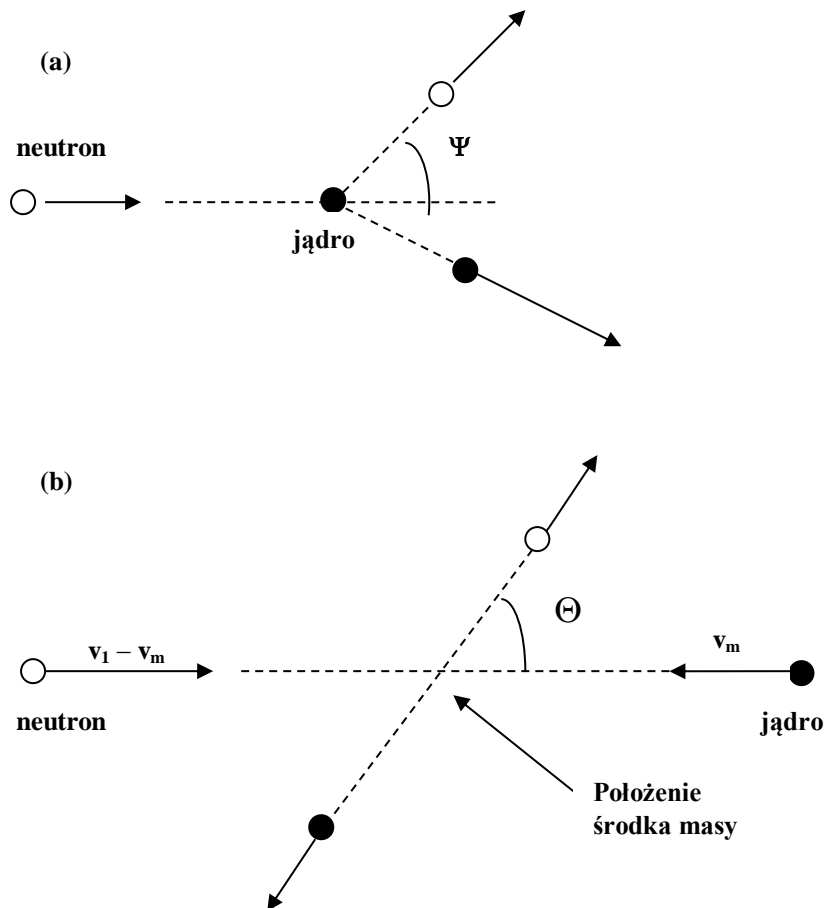 (a)
neutron
Ψ
jądro
(b)
Θ
v₁ – vₘ
vₘ
neutron
jądro
Położenie
środka masy